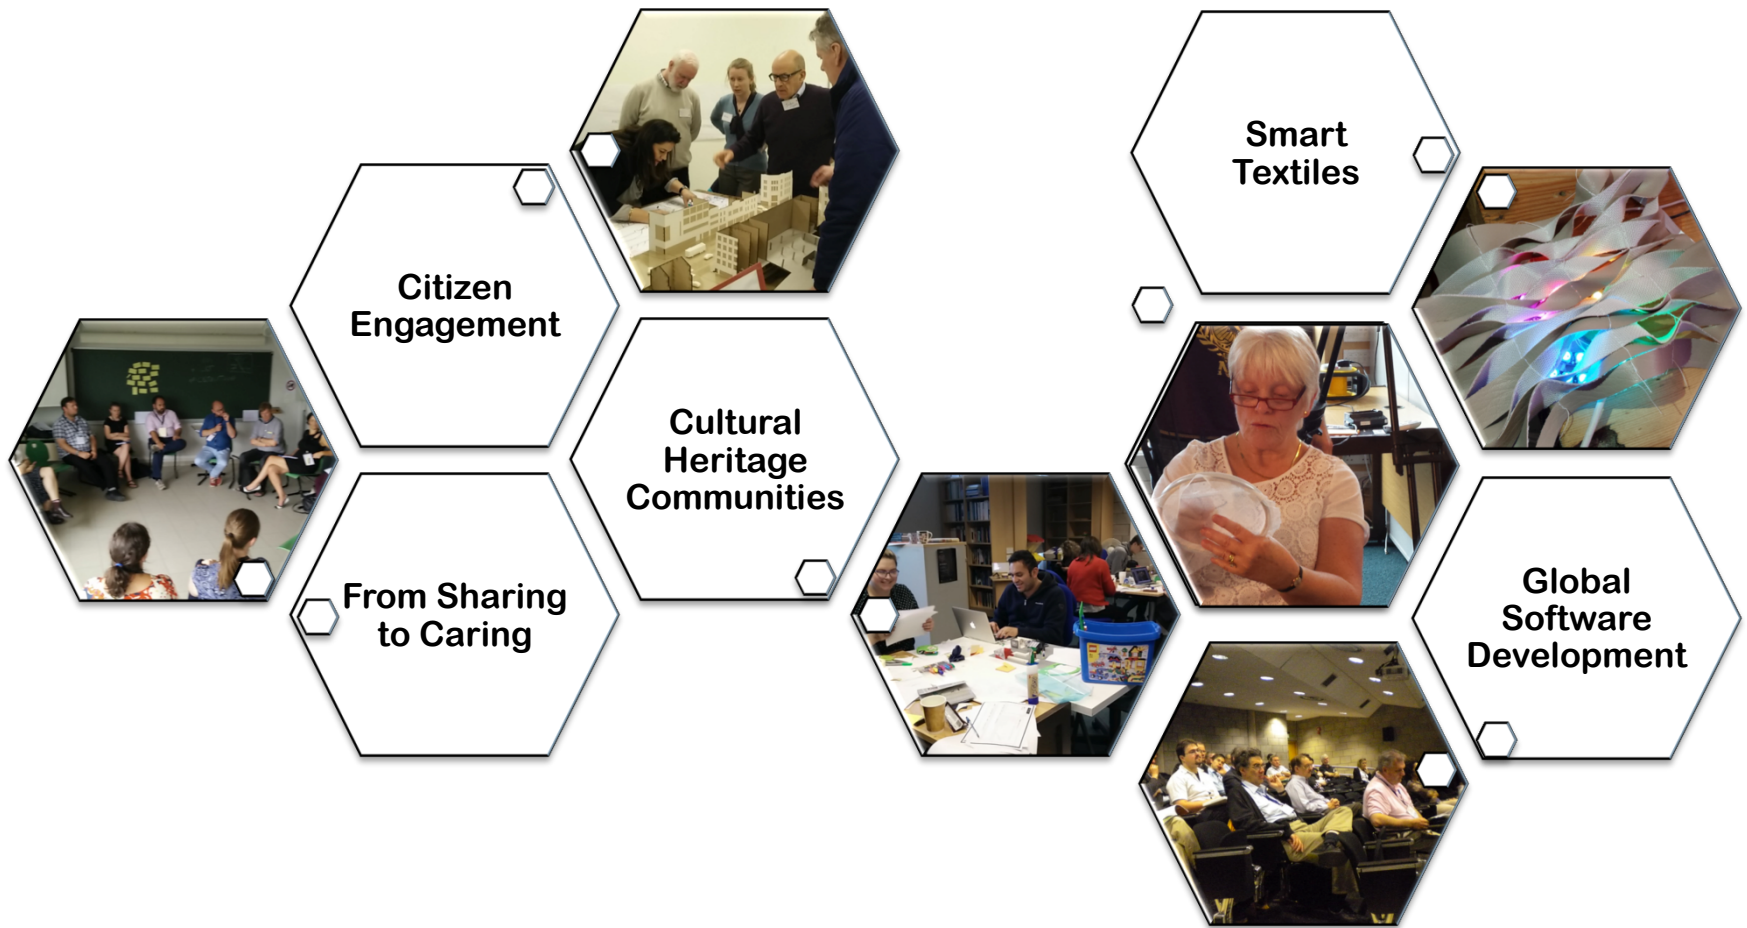 Citizen
Engagement
From Sharing
to Caring
Cultural
Heritage
Communities
Smart
Textiles
Global
Software
Development